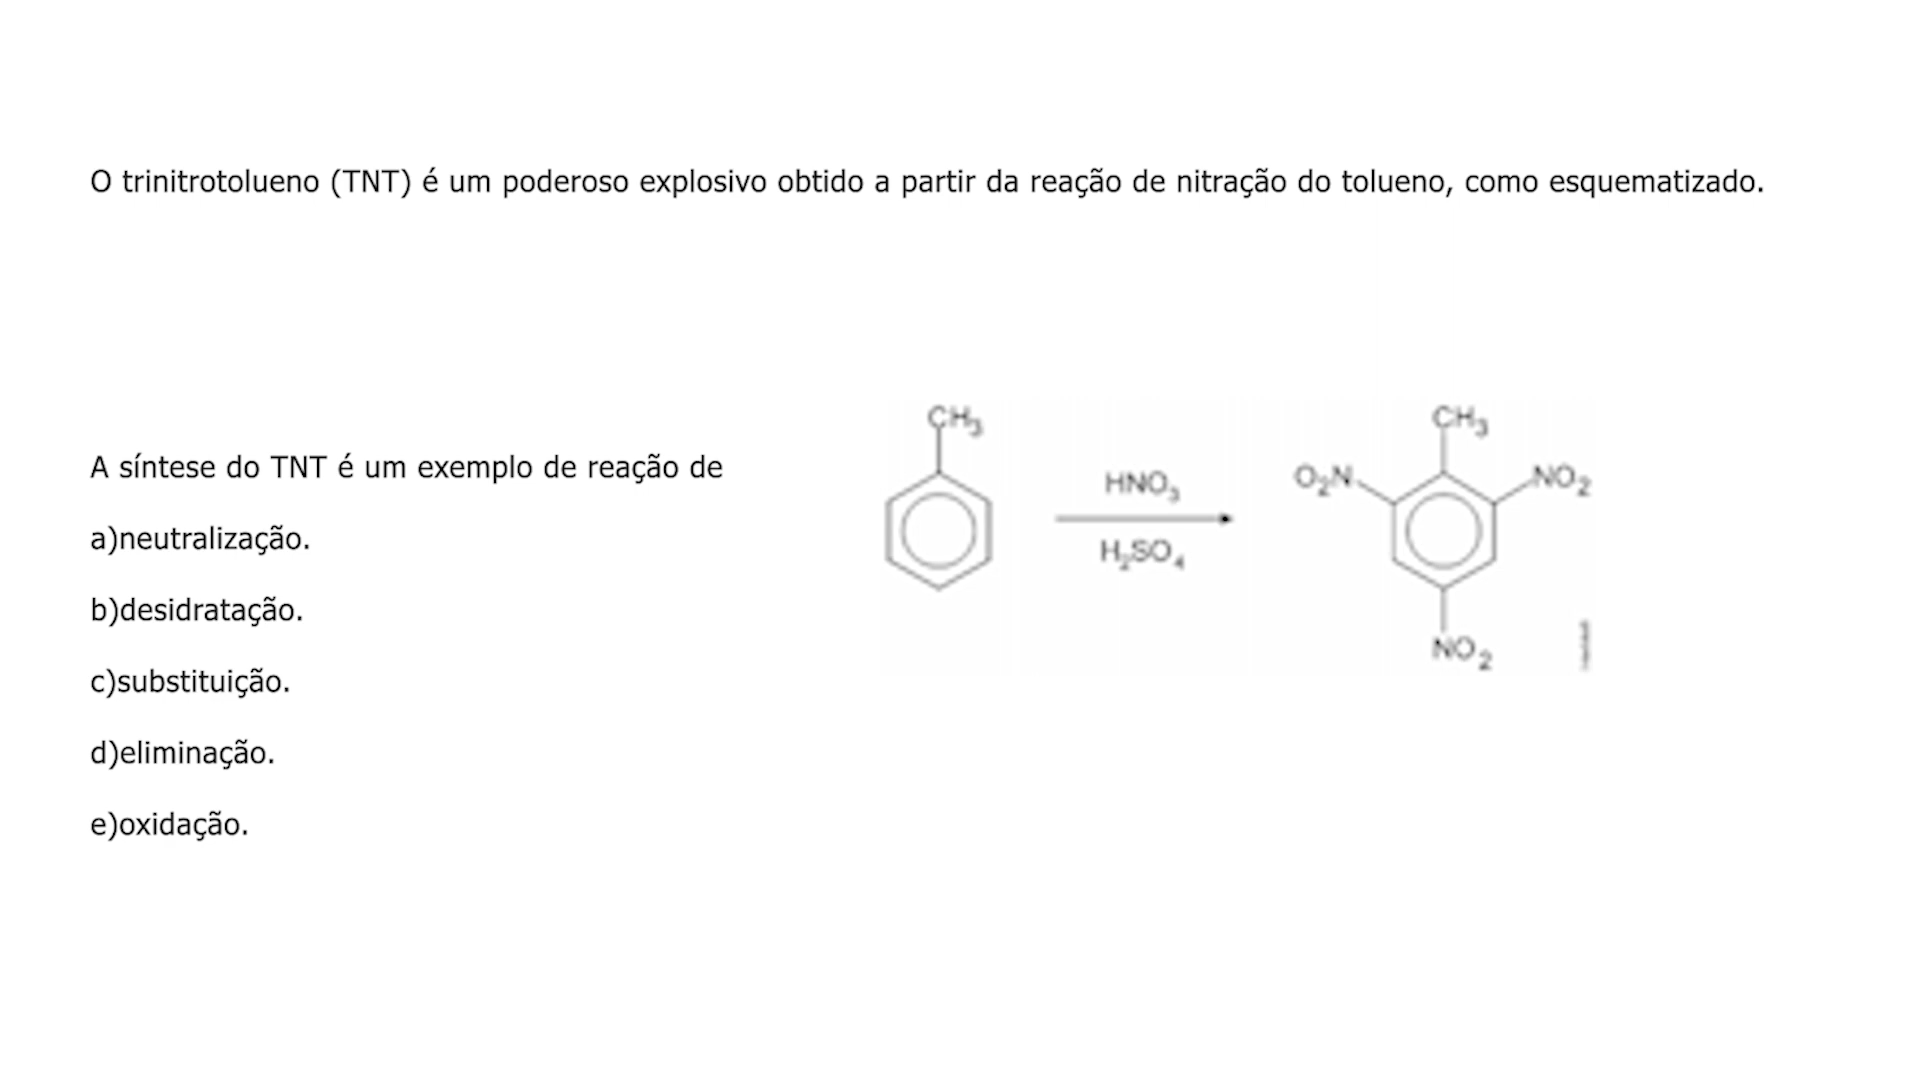 O trinitrotolueno (TNT) é um poderoso explosivo obtido a partir da reação de nitração do tolueno, como esquematizado.
A síntese do TNT é um exemplo de reação de
a)neutralização.
b)desidratação.
c)substituição.
d)eliminação.
e)oxidação.
CH₃
HNO₃
H₂SO₄
CH₃
O₂N
NO₂
NO₂